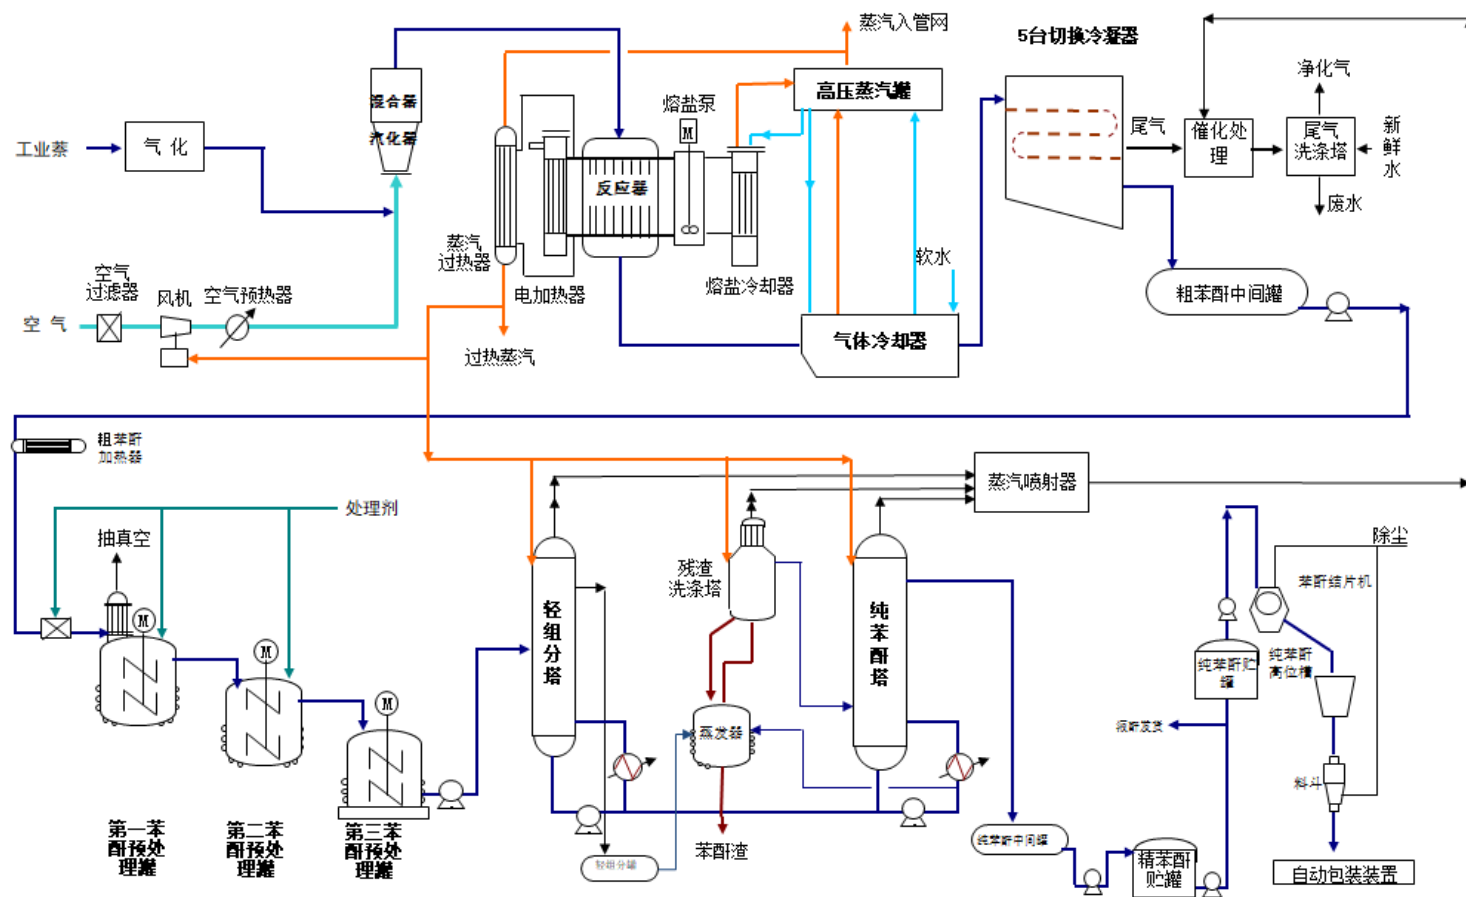 蒸汽入管网
5台切换冷凝器
混合器
汽化器
熔盐泵
M
高压蒸汽罐
净化气
工业萘
气 化
尾气
催化处
理
尾气
洗涤塔
新
鲜
水
反应器
废水
蒸汽
过热器
软水
空气
过滤器
风机
空气预热器
电加热器
熔盐冷却器
粗苯酐中间罐
空 气
过热蒸汽
气体冷却器
粗苯酐
加热器
蒸汽喷射器
处理剂
抽真空
除尘
残渣
洗涤塔
苯酐结片机
M
轻
组
分
塔
纯
苯
酐
塔
M
纯苯酐贮
罐
纯苯酐
高位槽
M
蒸发器
液酐发货
料斗
第一苯
酐预处
理罐
第二苯
酐预处
理罐
第三苯
酐预处
理罐
苯酐渣
轻组分罐
纯苯酐中间罐
精苯酐
贮罐
自动包装装置